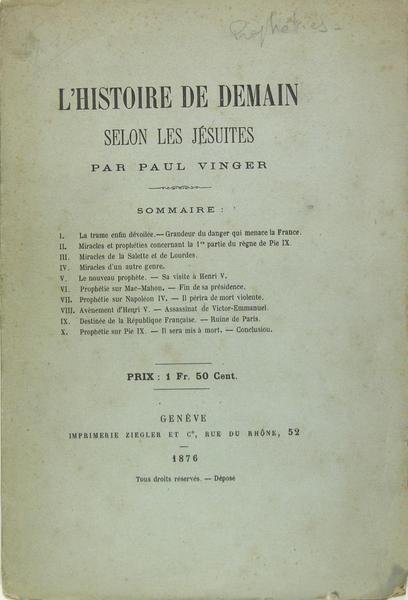 Prophéties -
L'HISTOIRE DE DEMAIN
SELON LES JÉSUITES
PAR PAUL VINGER
SOMMAIRE :
I. La trame enfin dévoilée. — Grandeur du danger qui menace la France.
II. Miracles et prophéties concernant la 1re partie du règne de Pie IX.
III. Miracles de la Salette et de Lourdes.
IV. Miracles d'un autre genre.
V. Le nouveau prophète. — Sa visite à Henri V.
VI. Prophétie sur Mac-Mahon. — Fin de sa présidence.
VII. Prophétie sur Napoléon IV. — Il périra de mort violente.
VIII. Avènement d'Henri V. — Assassinat de Victor-Emmanuel.
IX. Destinée de la République Française. — Ruine de Paris.
X. Prophétie sur Pie IX. — Il sera mis à mort. — Conclusion.
PRIX : 1 Fr. 50 Cent.
GENÈVE
IMPRIMERIE ZIEGLER ET Ce, RUE DU RHÔNE, 52
1876
Tous droits réservés. — Déposé